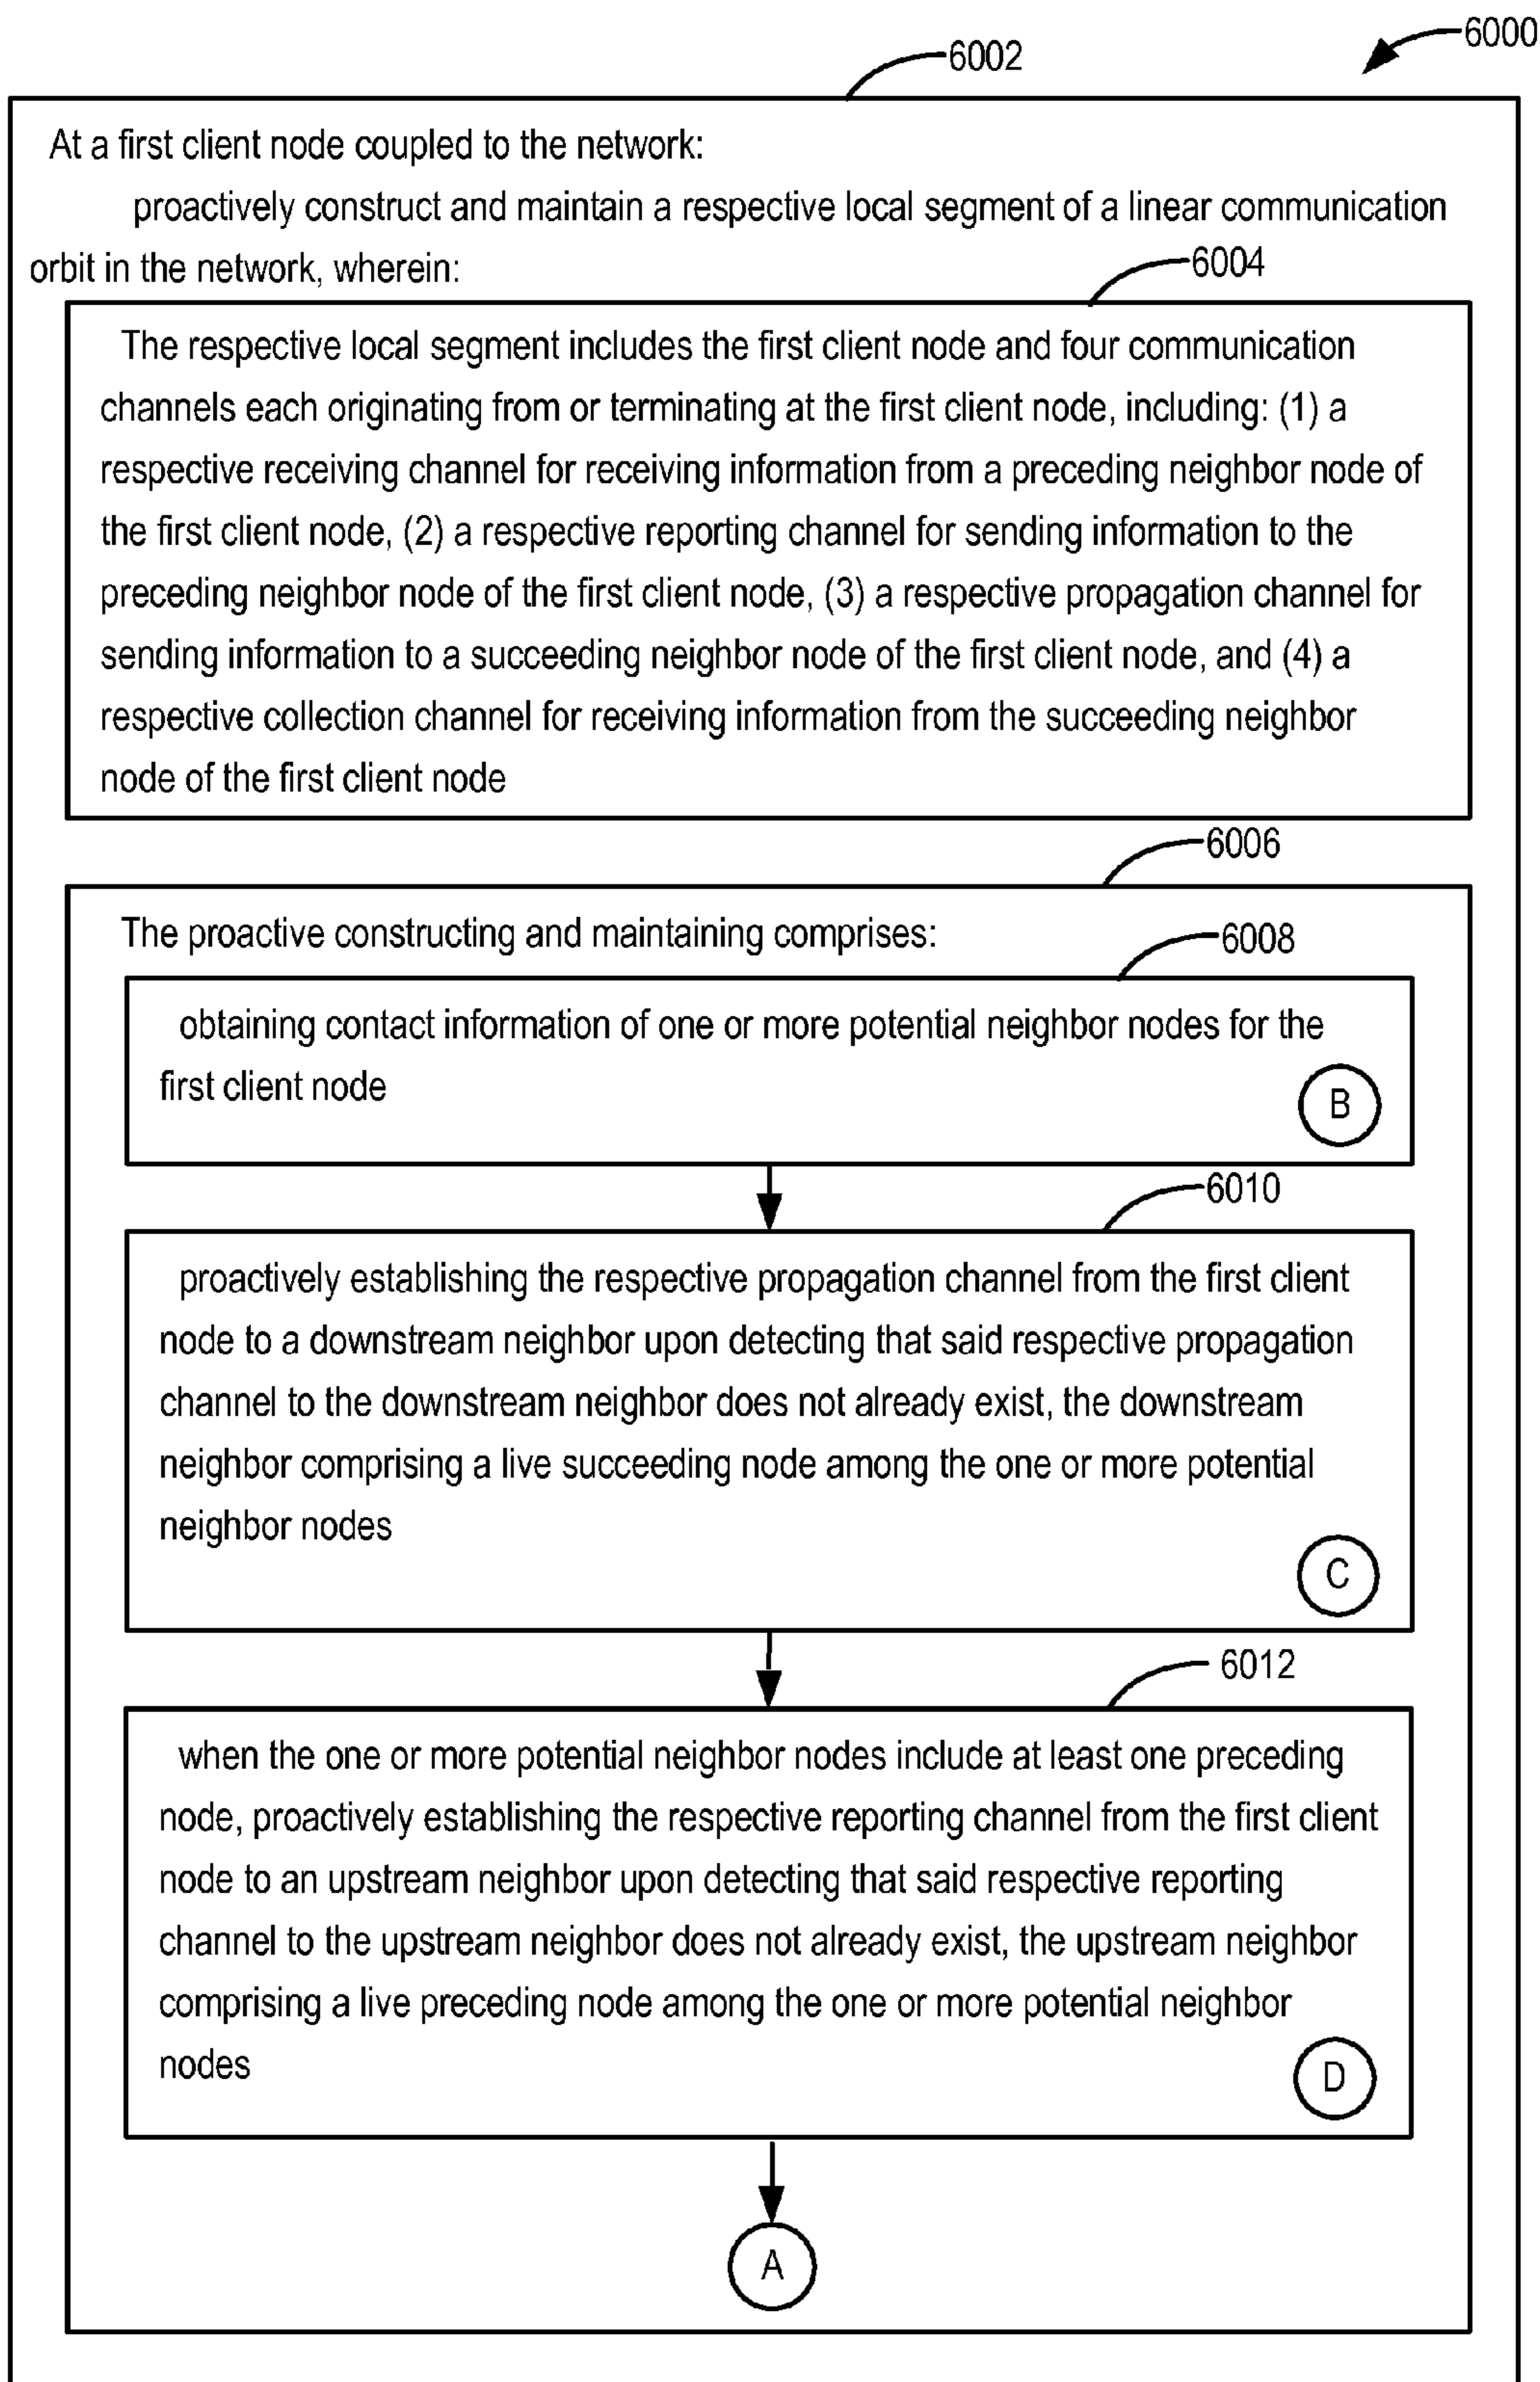 6000
6002
At a first client node coupled to the network:
proactively construct and maintain a respective local segment of a linear communication
orbit in the network, wherein:
6004
The respective local segment includes the first client node and four communication
channels each originating from or terminating at the first client node, including: (1) a
respective receiving channel for receiving information from a preceding neighbor node of
the first client node, (2) a respective reporting channel for sending information to the
preceding neighbor node of the first client node, (3) a respective propagation channel for
sending information to a succeeding neighbor node of the first client node, and (4) a
respective collection channel for receiving information from the succeeding neighbor
node of the first client node
6006
The proactive constructing and maintaining comprises:
6008
obtaining contact information of one or more potential neighbor nodes for the
first client node
B
6010
proactively establishing the respective propagation channel from the first client
node to a downstream neighbor upon detecting that said respective propagation
channel to the downstream neighbor does not already exist, the downstream
neighbor comprising a live succeeding node among the one or more potential
neighbor nodes
C
6012
when the one or more potential neighbor nodes include at least one preceding
node, proactively establishing the respective reporting channel from the first client
node to an upstream neighbor upon detecting that said respective reporting
channel to the upstream neighbor does not already exist, the upstream neighbor
comprising a live preceding node among the one or more potential neighbor
nodes
D
A